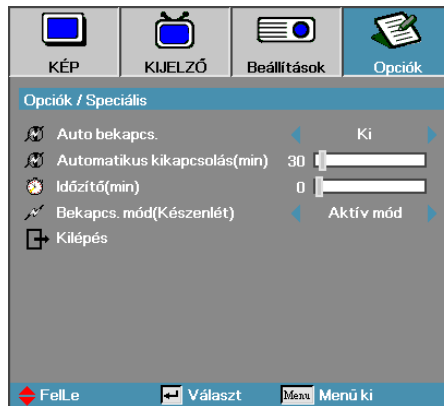 KÉP KIJELZŐ Beállítások Opciók
Opciók / Speciális
Auto bekapcs. Ki
Automatikus kikapcsolás(min) 30
Időzítő(min) 0
Bekapcs. mód(Készenlét) Aktív mód
Kilépés
FelLe Választ Menu Menü ki